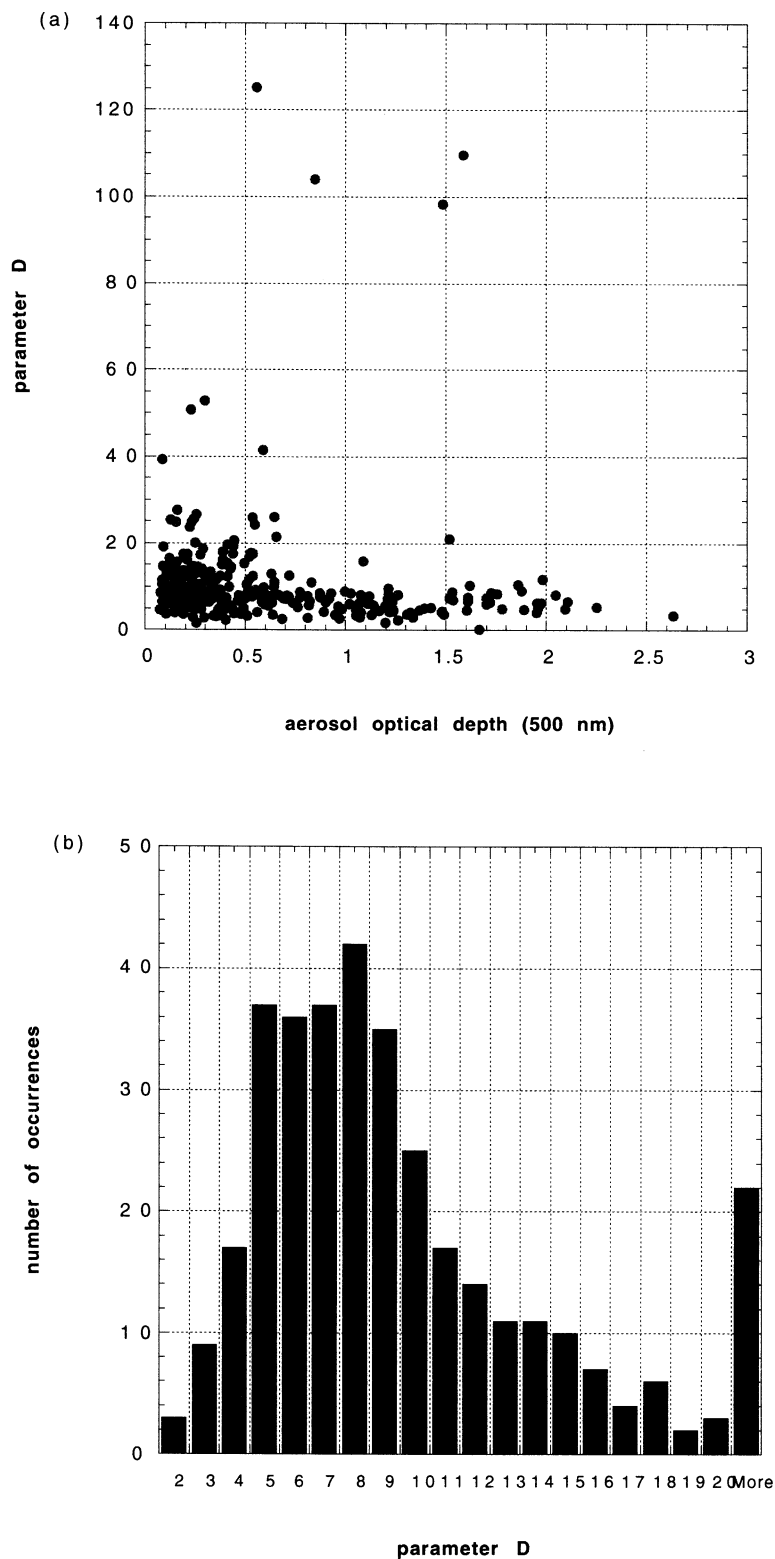 (a)
140
120
100
80
60
40
20
0
parameter D
0 0.5 1 1.5 2 2.5 3
aerosol optical depth (500 nm)
(b)
50
40
30
20
10
0
number of occurrences
2 3 4 5 6 7 8 9 10 11 12 13 14 15 16 17 18 19 20 More
parameter D